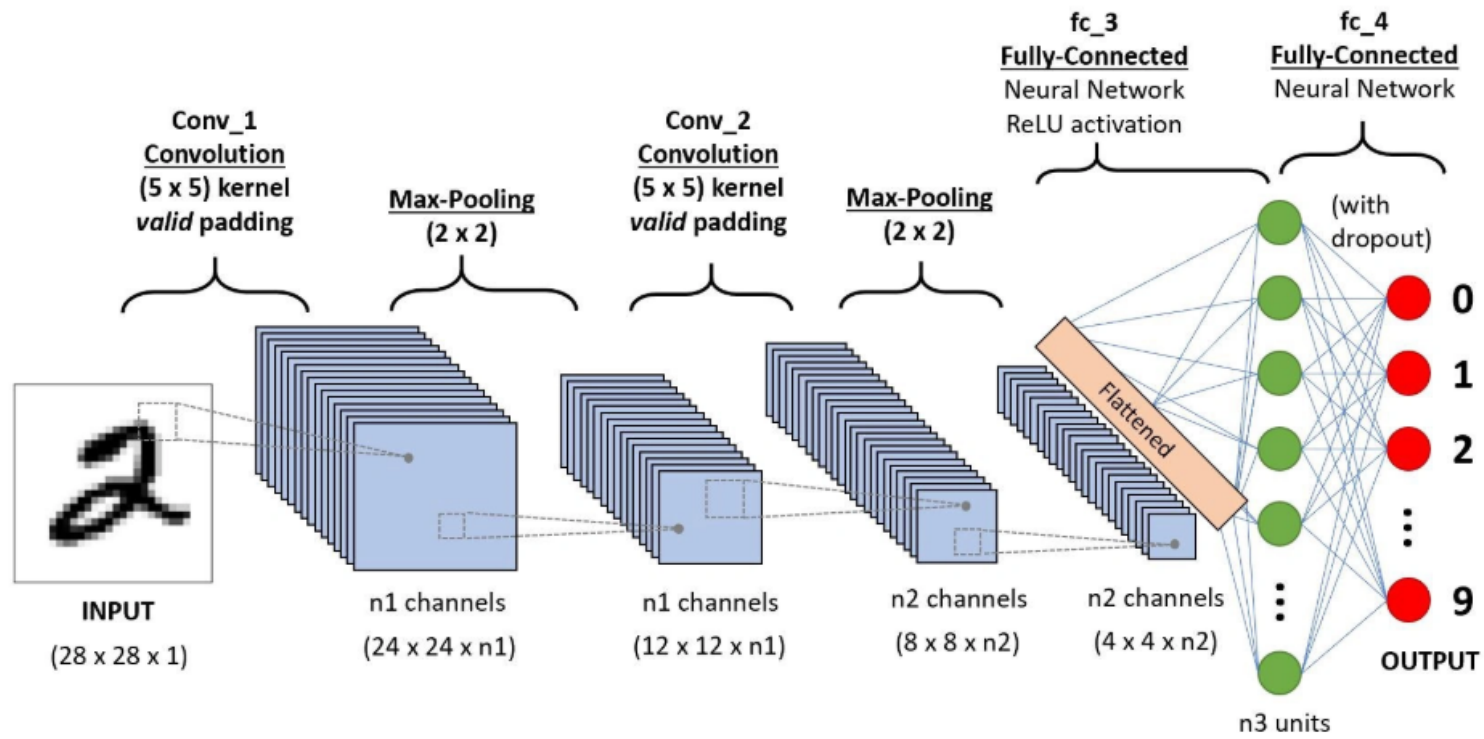 Conv_1
Convolution
(5 x 5) kernel
valid padding
Max-Pooling
(2 x 2)
Conv_2
Convolution
(5 x 5) kernel
valid padding
Max-Pooling
(2 x 2)
fc_3
Fully-Connected
Neural Network
ReLU activation
fc_4
Fully-Connected
Neural Network
(with
dropout)
2
INPUT
(28 x 28 x 1)
n1 channels
(24 x 24 x n1)
n1 channels
(12 x 12 x n1)
n2 channels
(8 x 8 x n2)
n2 channels
(4 x 4 x n2)
Flattened
n3 units
0
1
2
⋮
9
OUTPUT